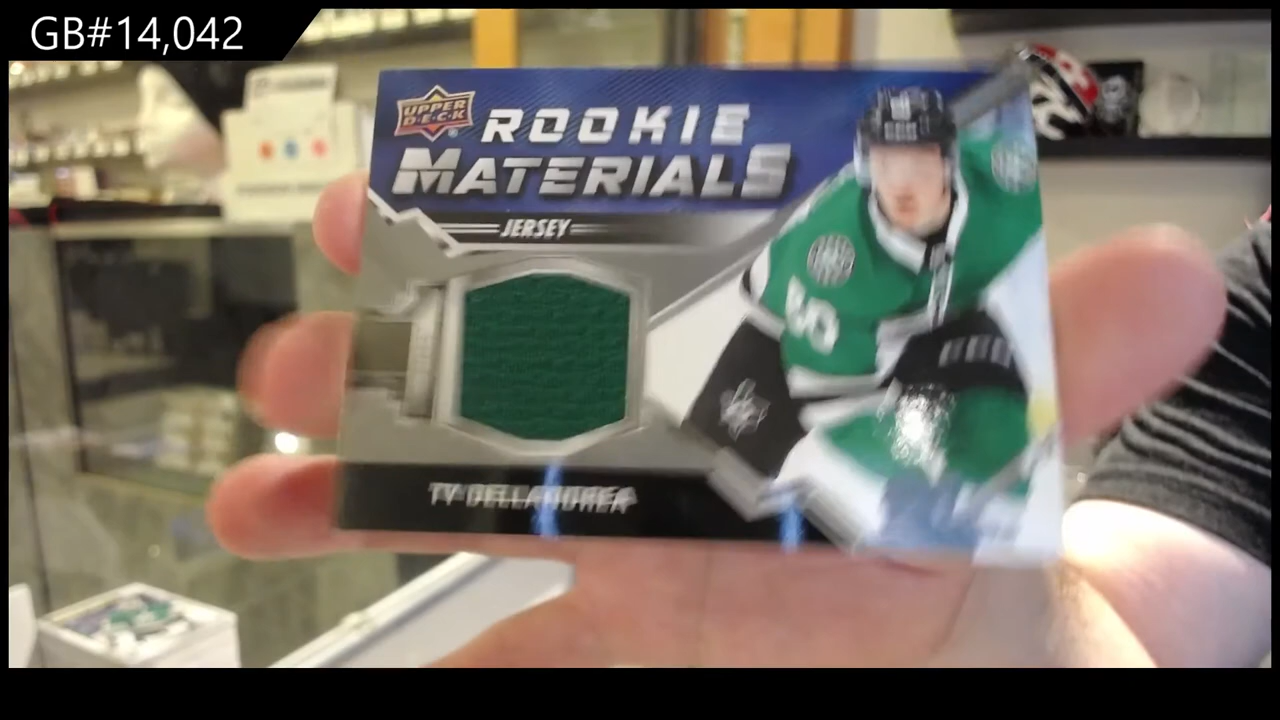 GB#14,042
UPPER
DECK
ROOKIE
MATERIALS
JERSEY
TY DELLANDREA